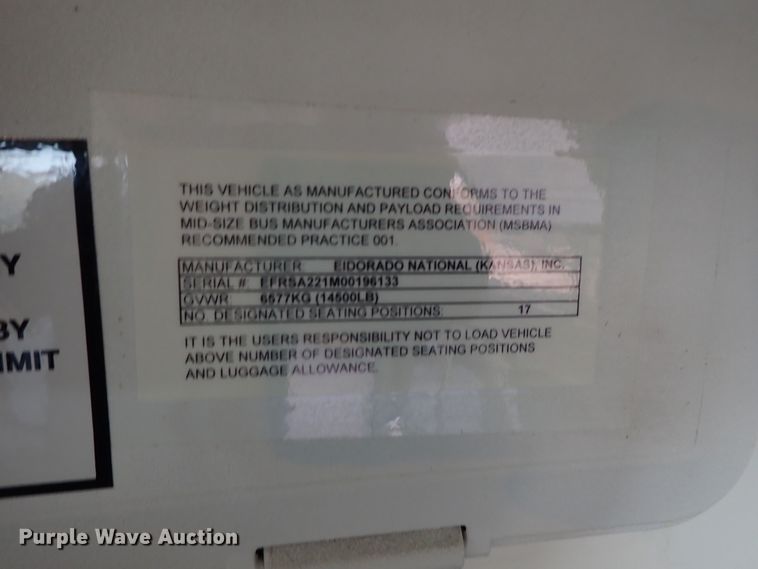 THIS VEHICLE AS MANUFACTURED CONFORMS TO THE
WEIGHT DISTRIBUTION AND PAYLOAD REQUIREMENTS IN
MID-SIZE BUS MANUFACTURERS ASSOCIATION (MSBMA)
RECOMMENDED PRACTICE 001.
MANUFACTURER ElDORADO NATIONAL (KANSAS), INC.
SERIAL #: EFRSA221M00196133
GVWR: 6577KG (14500LB)
NO. DESIGNATED SEATING POSITIONS: 17
IT IS THE USERS RESPONSIBILITY NOT TO LOAD VEHICLE
ABOVE NUMBER OF DESIGNATED SEATING POSITIONS
AND LUGGAGE ALLOWANCE.
Y
BY
IMIT
Purple Wave Auction